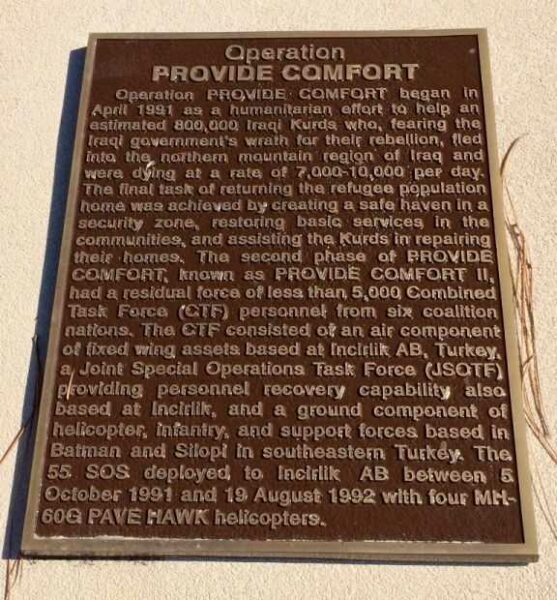 Operation
PROVIDE COMFORT
Operation PROVIDE COMFORT began in
April 1991 as a humanitarian effort to help an
estimated 800,000 Iraqi Kurds who, fearing the
Iraqi government's wrath for their rebellion, fled
into the northern mountain region of Iraq and
were dying at a rate of 7,000-10,000 per day.
The final task of returning the refugee population
home was achieved by creating a safe haven in a
security zone, restoring basic services in the
communities, and assisting the Kurds in repairing
their homes. The second phase of PROVIDE
COMFORT, known as PROVIDE COMFORT II,
had a residual force of less than 5,000 Combined
Task Force (CTF) personnel from six coalition
nations. The CTF consisted of an air component
of fixed wing assets based at Incirlik AB, Turkey,
a Joint Special Operations Task Force (JSOTF)
providing personnel recovery capability also
based at Incirlik, and a ground component of
helicopter, infantry, and support forces based in
Batman and Silopi in southeastern Turkey. The
55 SOS deployed to Incirlik AB between 5
October 1991 and 19 August 1992 with four MH-
60G PAVE HAWK helicopters.